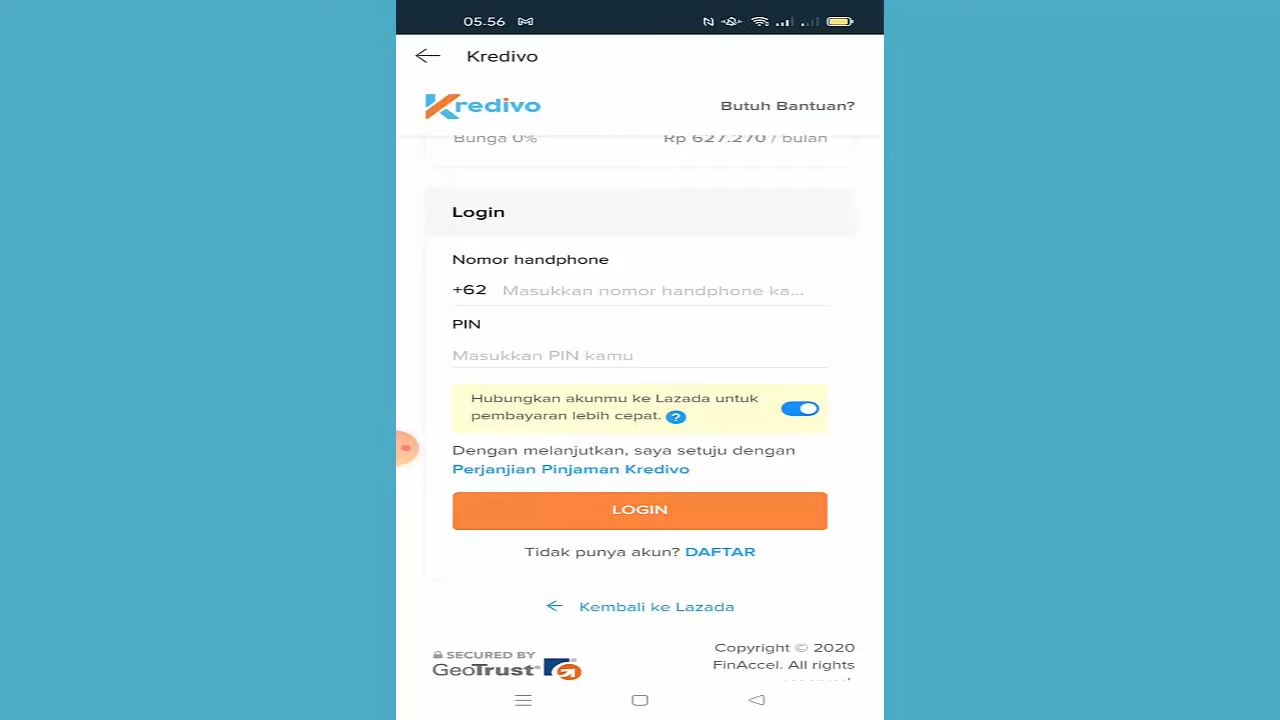 05.56
Kredivo
Kredivo
Butuh Bantuan?
Bunga 0%
Rp 627.270 / bulan
Login
Nomor handphone
+62 Masukkan nomor handphone ka...
PIN
Masukkan PIN kamu
Hubungkan akunmu ke Lazada untuk
pembayaran lebih cepat. ?
Dengan melanjutkan, saya setuju dengan
Perjanjian Pinjaman Kredivo
LOGIN
Tidak punya akun? DAFTAR
Kembali ke Lazada
SECURED BY
GeoTrust
Copyright © 2020
FinAccel. All rights